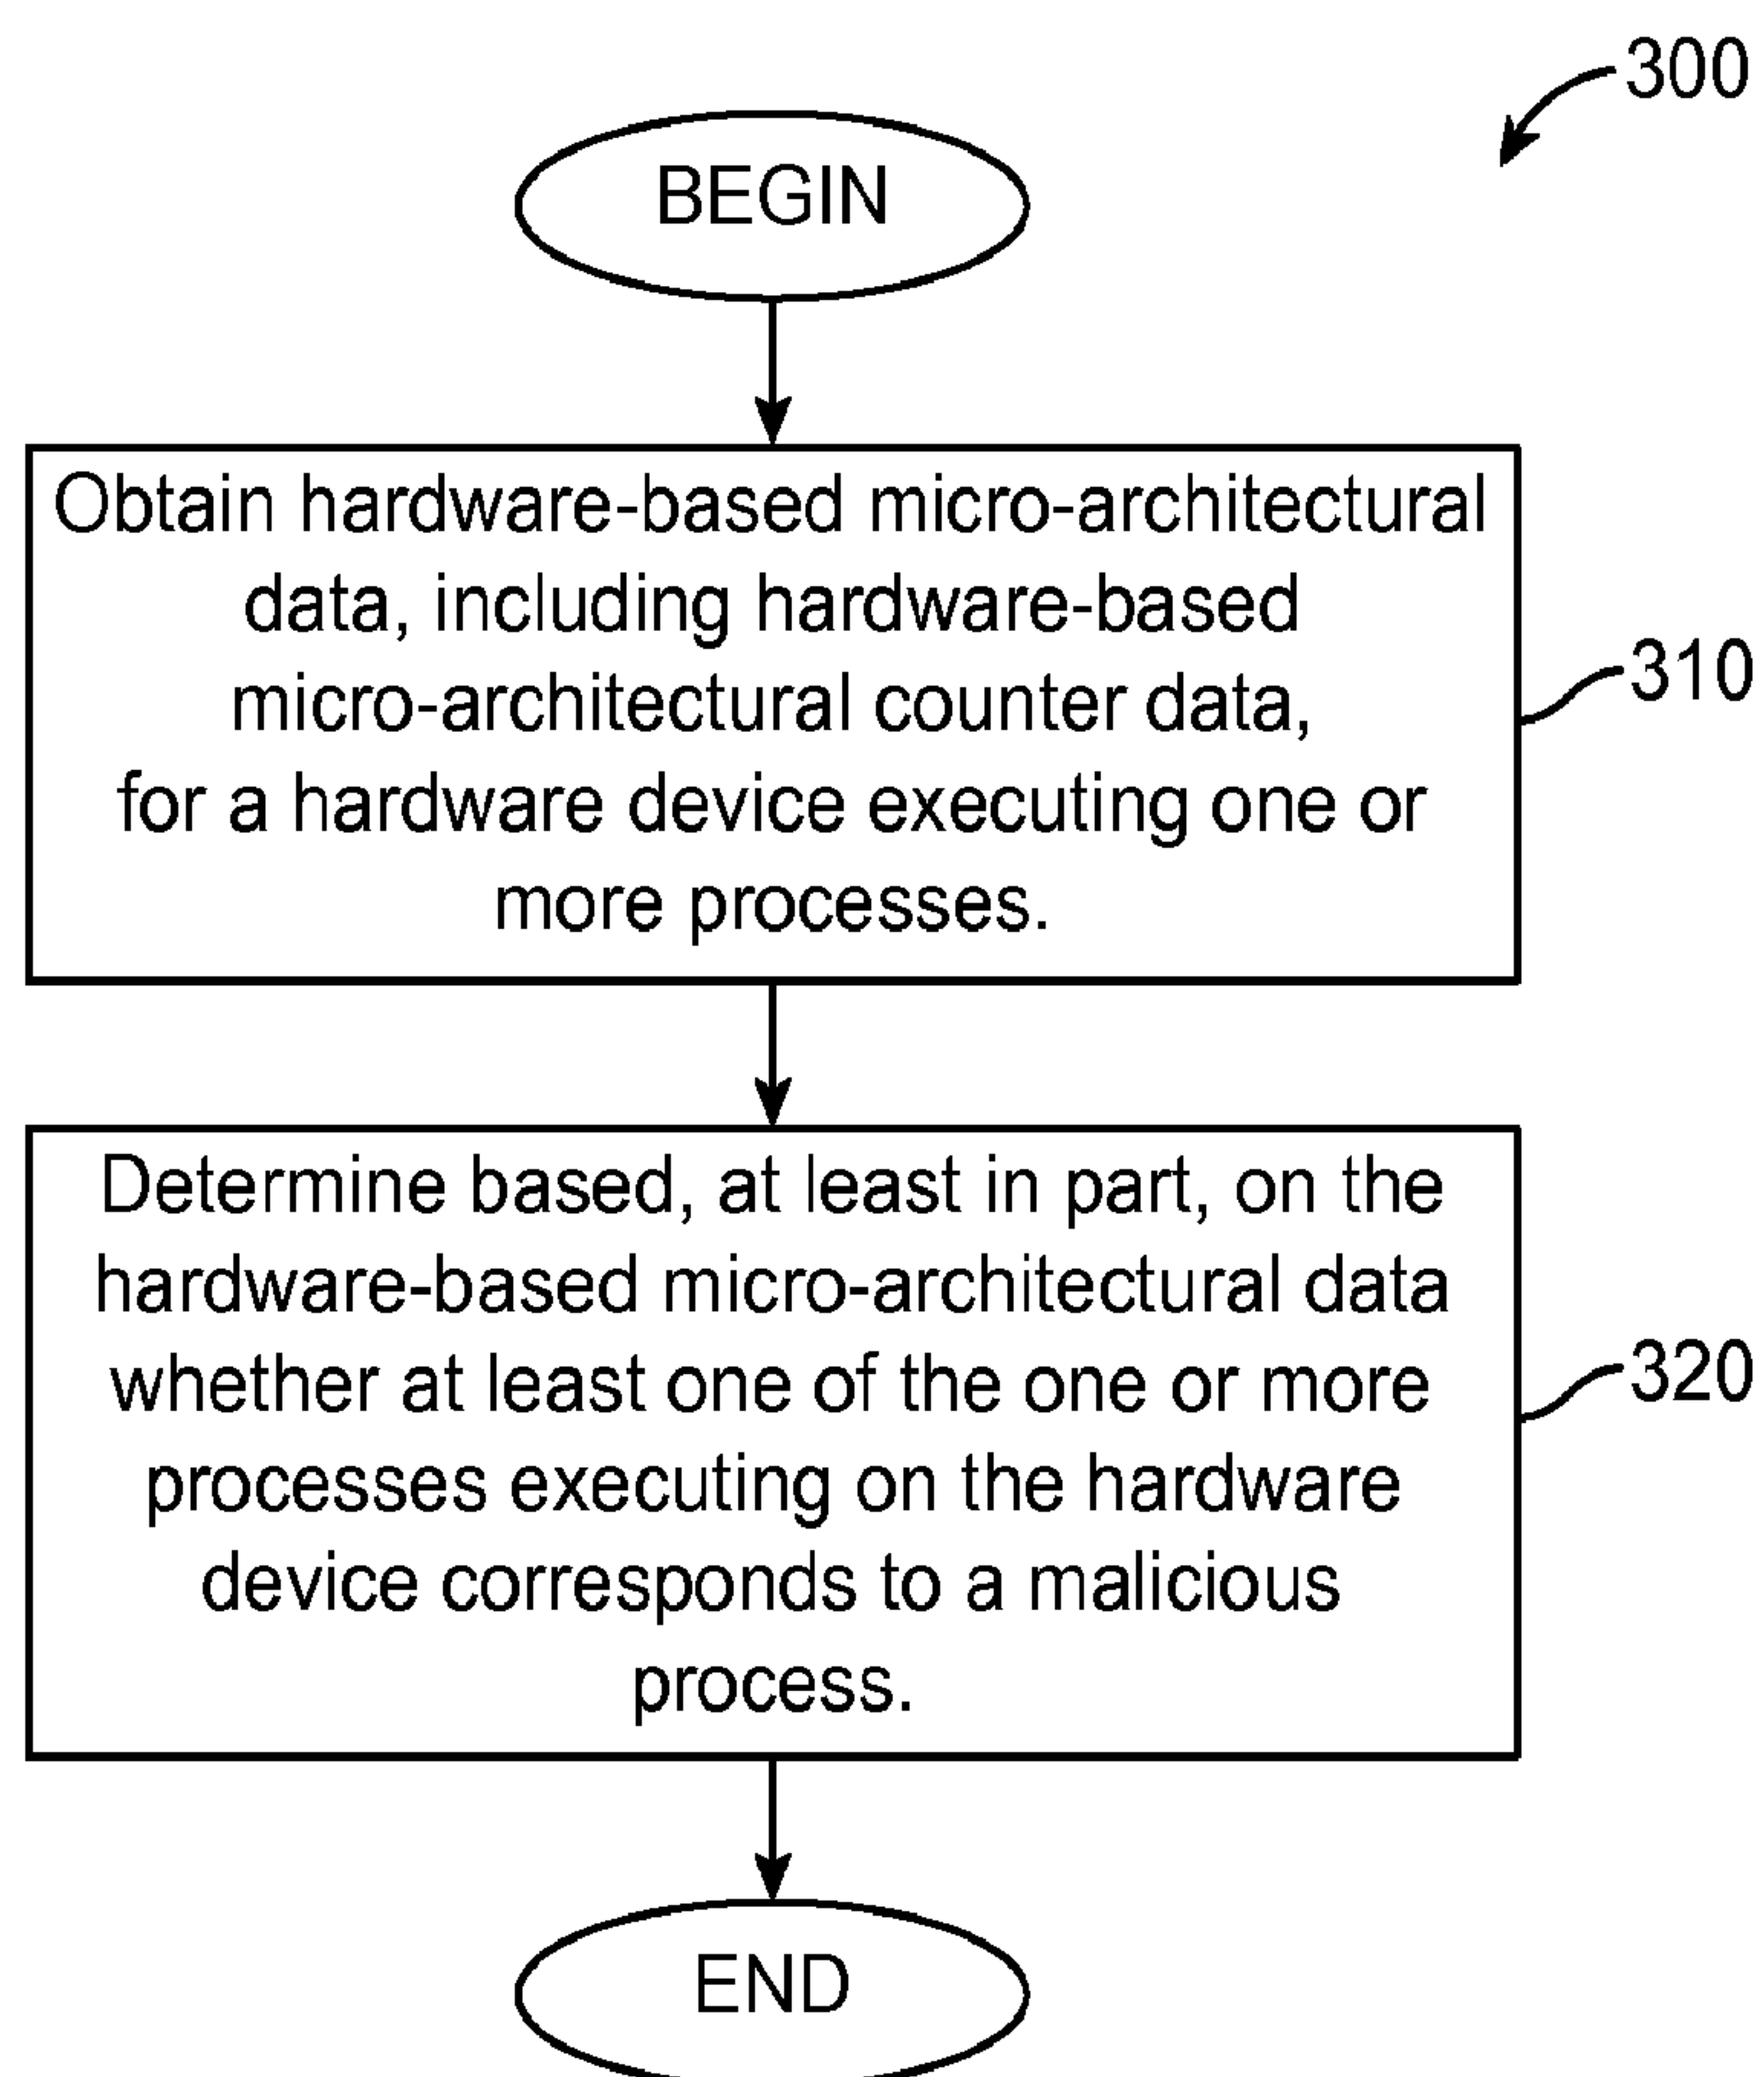 300
BEGIN
Obtain hardware-based micro-architectural
data, including hardware-based
micro-architectural counter data,
for a hardware device executing one or
more processes.
310
Determine based, at least in part, on the
hardware-based micro-architectural data
whether at least one of the one or more
processes executing on the hardware
device corresponds to a malicious
process.
320
END